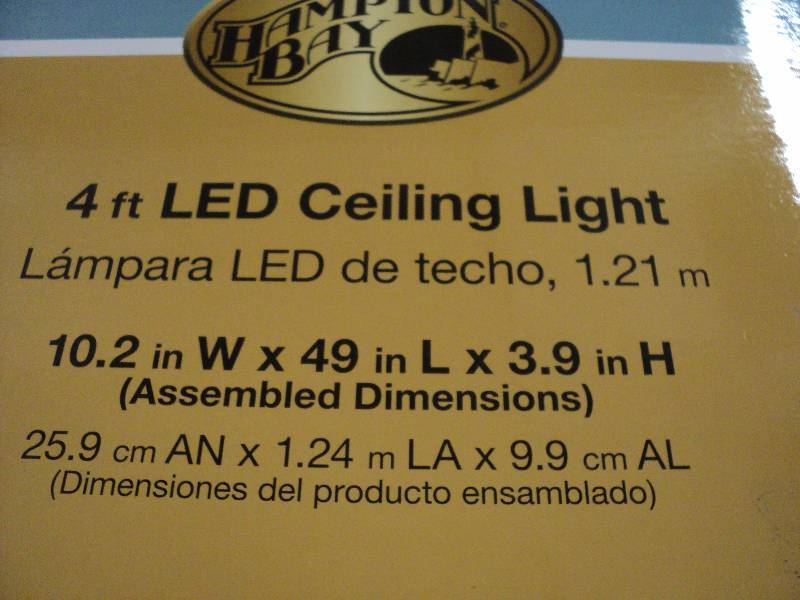 HAMPTON
BAY
4 ft LED Ceiling Light
Lámpara LED de techo, 1.21 m
10.2 in W x 49 in L x 3.9 in H
(Assembled Dimensions)
25.9 cm AN x 1.24 m LA x 9.9 cm AL
(Dimensiones del producto ensamblado)